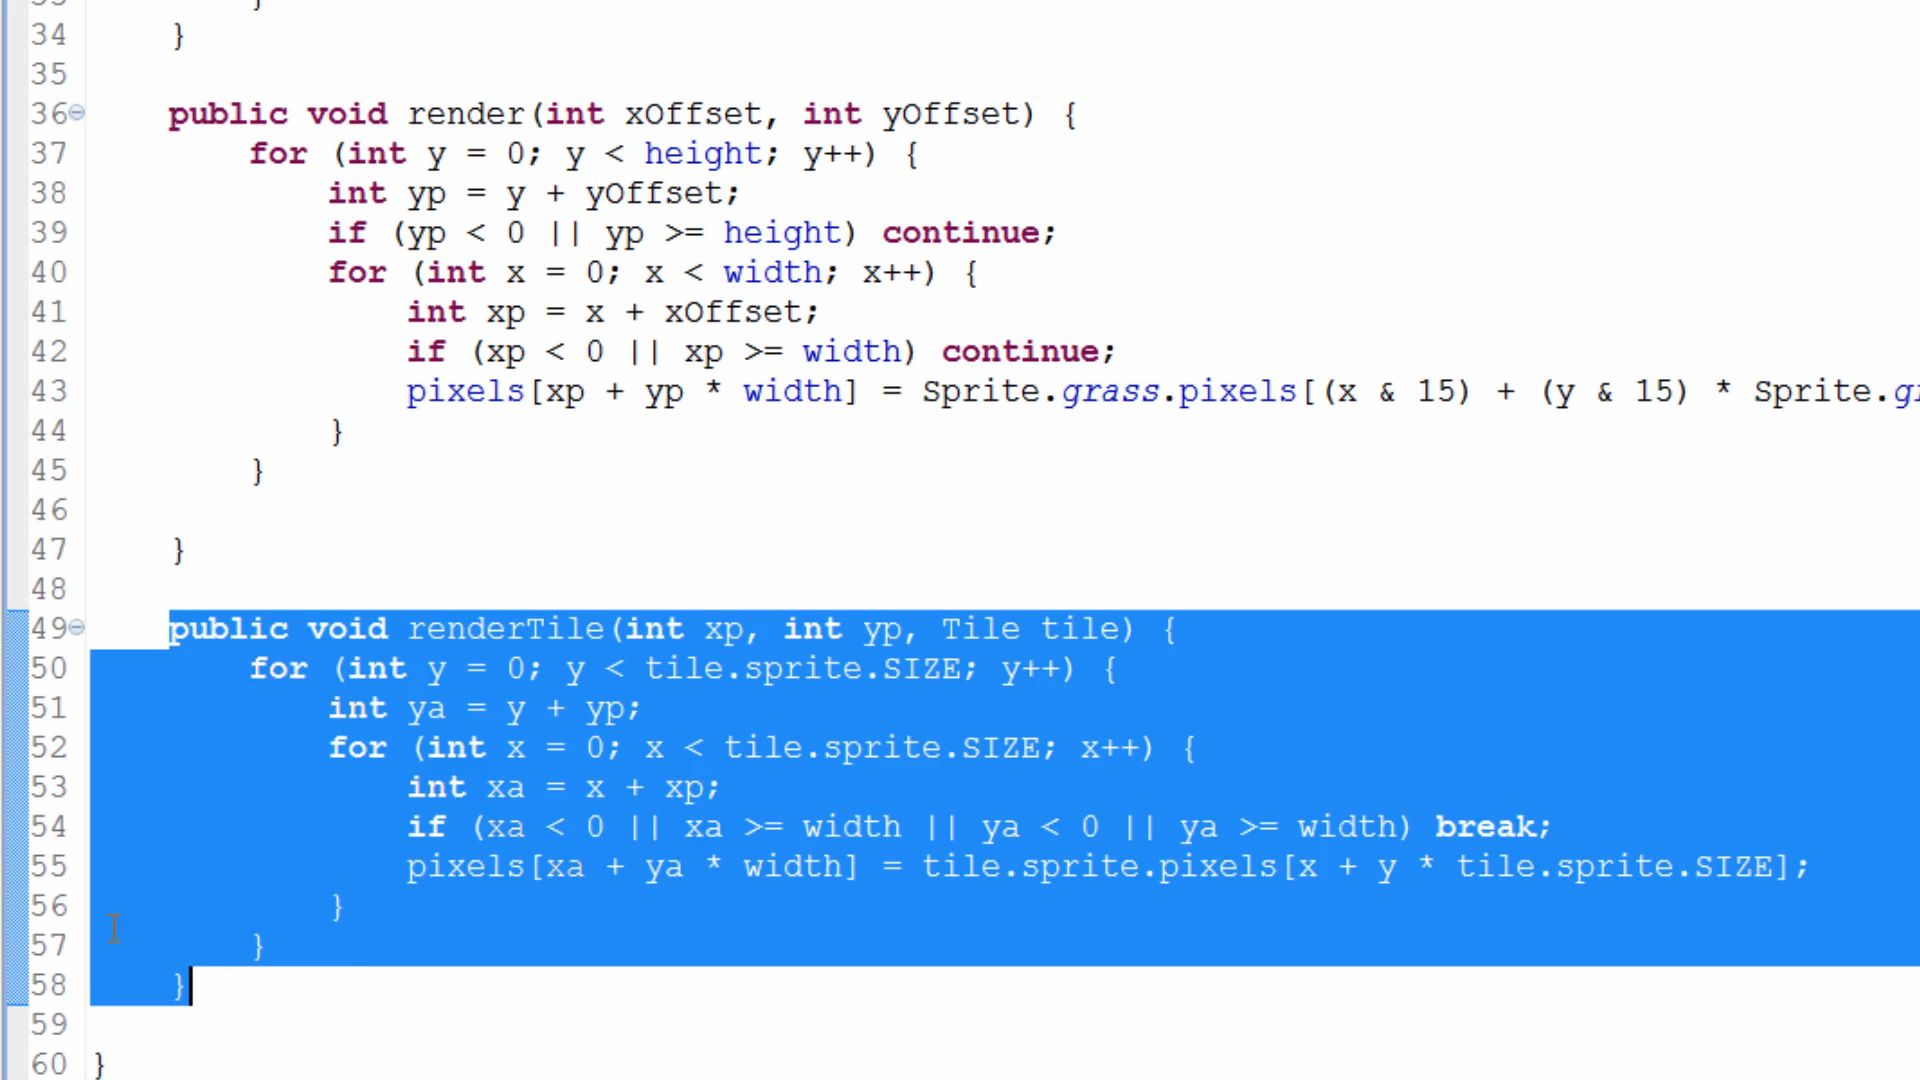 34 }
35
36 public void render(int xOffset, int yOffset) {
37 for (int y = 0; y < height; y++) {
38 int yp = y + yOffset;
39 if (yp < 0 || yp >= height) continue;
40 for (int x = 0; x < width; x++) {
41 int xp = x + xOffset;
42 if (xp < 0 || xp >= width) continue;
43 pixels[xp + yp * width] = Sprite.grass.pixels[(x & 15) + (y & 15) * Sprite.
44 }
45 }
46
47 }
48
49 public void renderTile(int xp, int yp, Tile tile) {
50 for (int y = 0; y < tile.sprite.SIZE; y++) {
51 int ya = y + yp;
52 for (int x = 0; x < tile.sprite.SIZE; x++) {
53 int xa = x + xp;
54 if (xa < 0 || xa >= width || ya < 0 || ya >= width) break;
55 pixels[xa + ya * width] = tile.sprite.pixels[x + y * tile.sprite.SIZE];
56 }
57 }
58 }
59
60 }